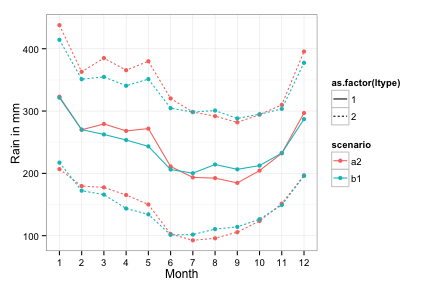 400
300
200
100
Rain in mm
1 2 3 4 5 6 7 8 9 10 11 12
Month
as.factor(ltype)
1
2
scenario
a2
b1